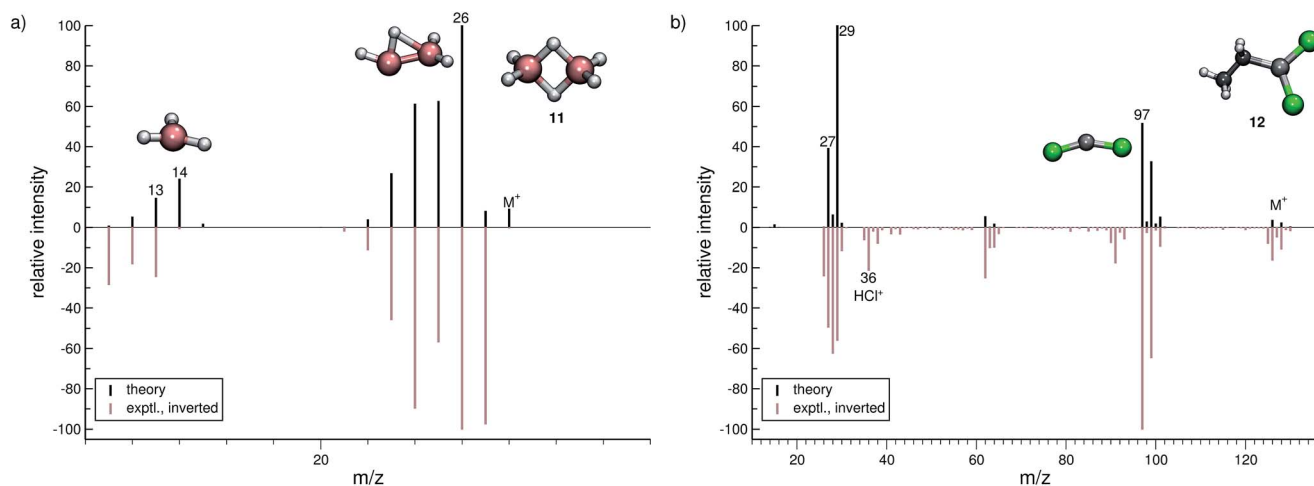 a)
100
80
60
40
20
0
-20
-40
-60
-80
-100
relative intensity
13
14
26
11
M+
theory
exptl., inverted
20
m/z
b)
100
80
60
40
20
0
-20
-40
-60
-80
-100
relative intensity
27
29
36
HCl+
97
12
M+
theory
exptl., inverted
20
40
60
80
100
120
m/z